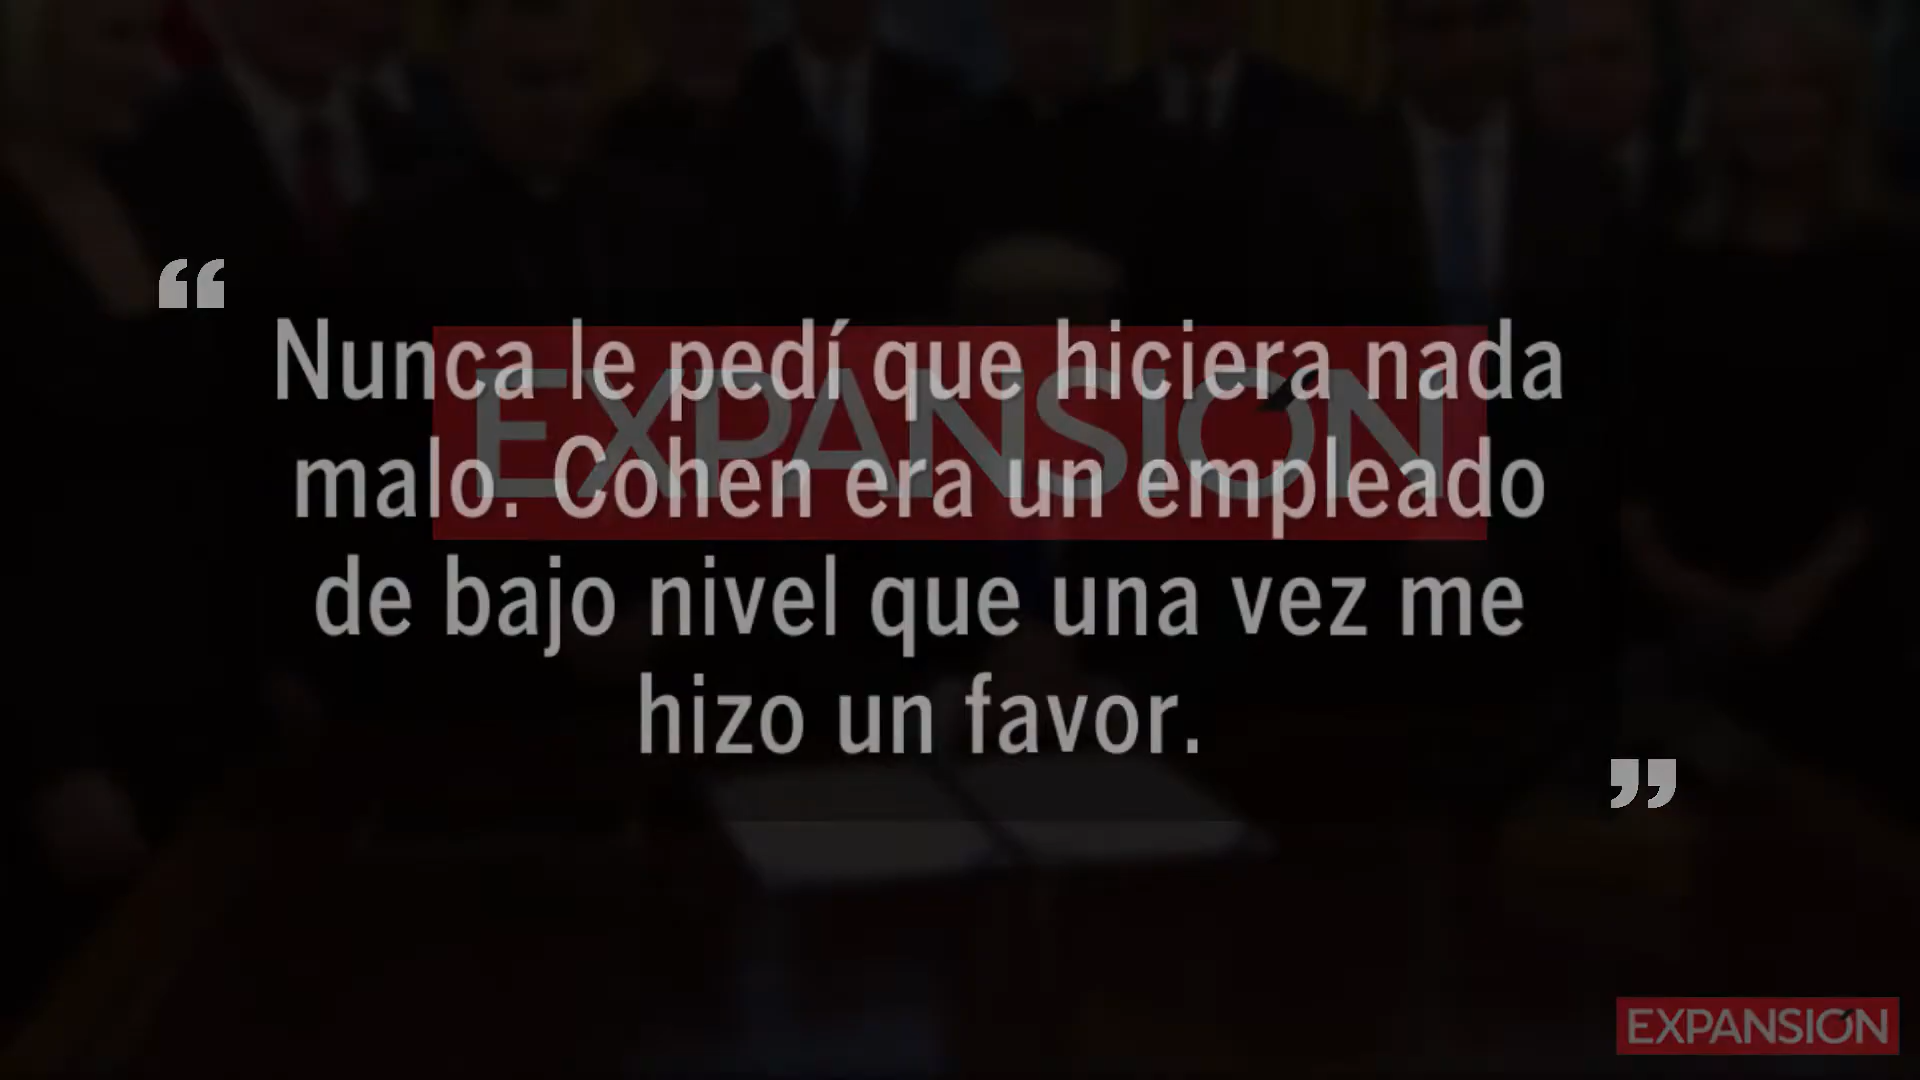 “
Nunca le pedí que hiciera nada
EXPANSIÓN
malo. Cohen era un empleado
de bajo nivel que una vez me
hizo un favor.
”
EXPANSIÓN